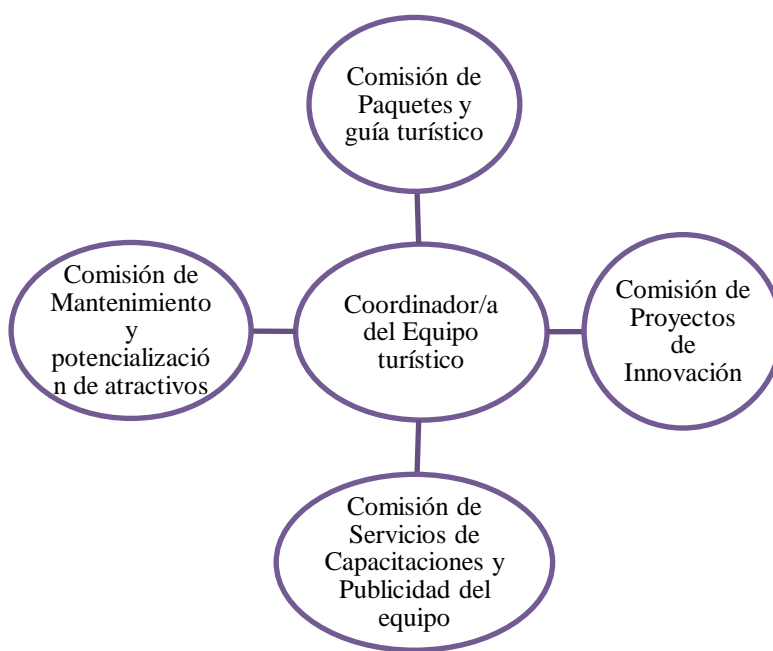 Comisión de
Paquetes y
guía turístico
Comisión de
Mantenimiento
y
potencializació
n de atractivos
Coordinador/a
del Equipo
turístico
Comisión de
Proyectos
de
Innovación
Comisión de
Servicios de
Capacitaciones y
Publicidad del
equipo